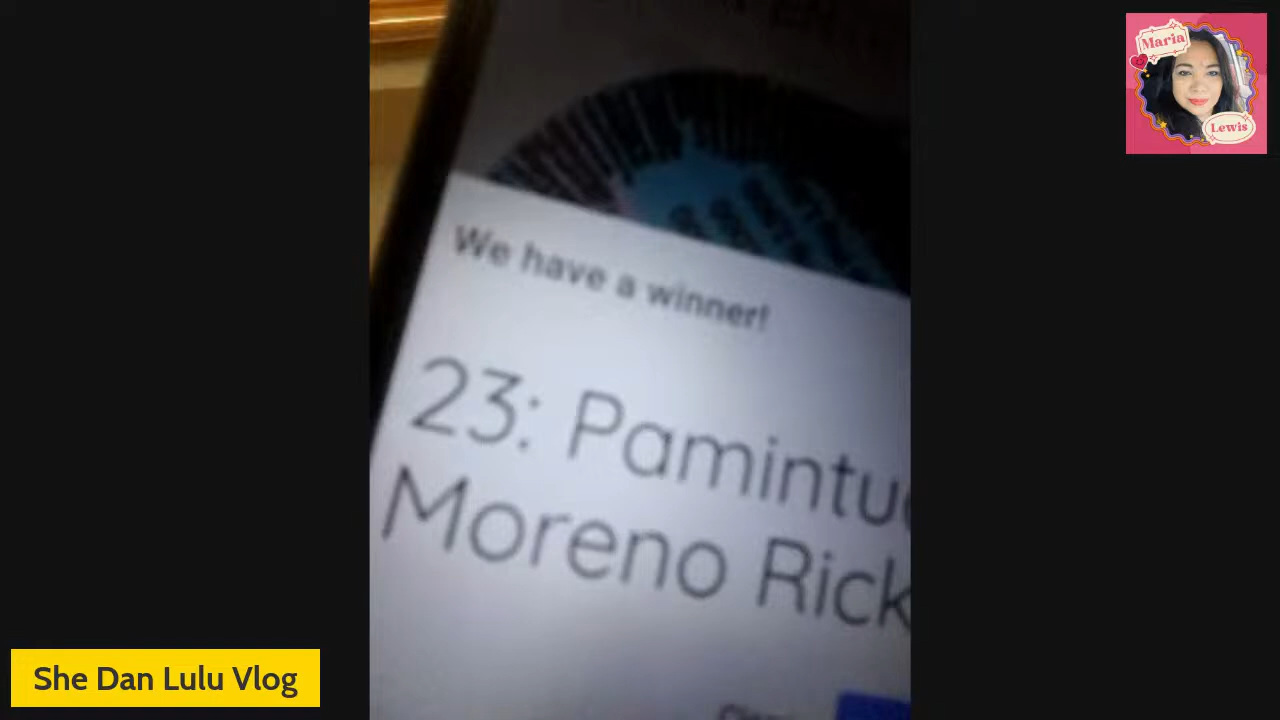 Maria
Lewis
We have a winner!
23: Pamintu
Moreno Rick
She Dan Lulu Vlog